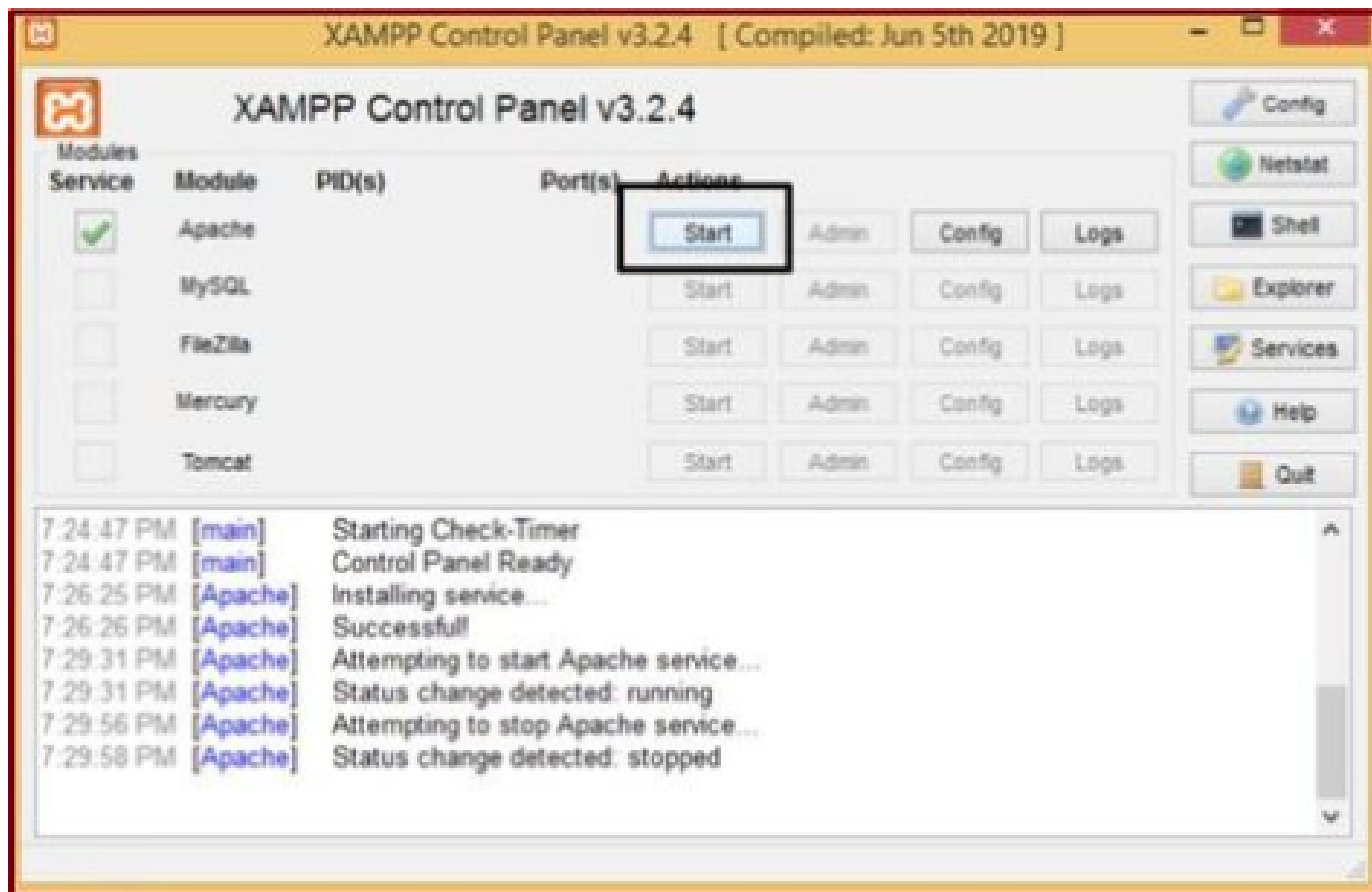 XAMPP Control Panel v3.2.4 [ Compiled: Jun 5th 2019 ]
XAMPP Control Panel v3.2.4
Modules
Service Module PID(s) Port(s) Actions
Apache Start Admin Config Logs
MySQL Start Admin Config Logs
FileZilla Start Admin Config Logs
Mercury Start Admin Config Logs
Tomcat Start Admin Config Logs
Config
Netstat
Shell
Explorer
Services
Help
Quit
7:24:47 PM [main] Starting Check-Timer
7:24:47 PM [main] Control Panel Ready
7:26:25 PM [Apache] Installing service...
7:26:26 PM [Apache] Successful!
7:29:31 PM [Apache] Attempting to start Apache service...
7:29:31 PM [Apache] Status change detected: running
7:29:56 PM [Apache] Attempting to stop Apache service...
7:29:58 PM [Apache] Status change detected: stopped